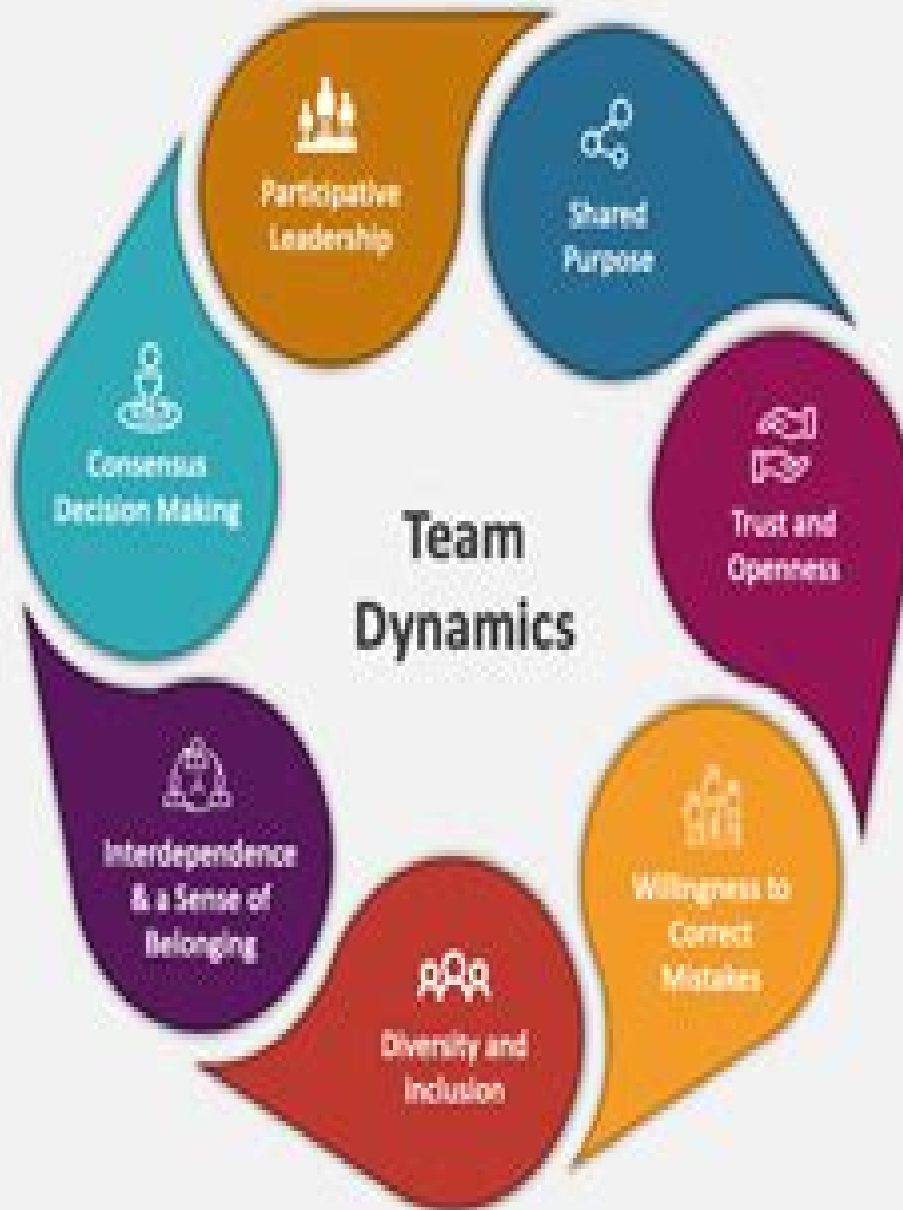 Participative
Leadership
Shared
Purpose
Trust and
Openness
Willingness to
Correct
Mistakes
Diversity and
Inclusion
Interdependence
& a Sense of
Belonging
Consensus
Decision Making
Team
Dynamics